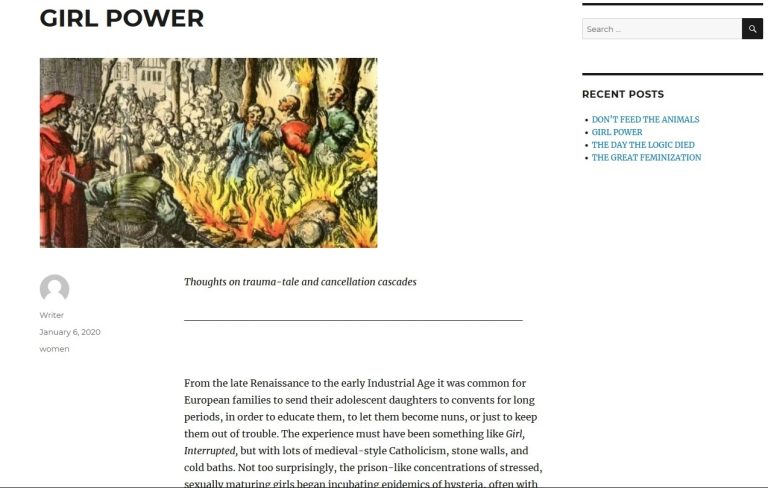 GIRL POWER
Search …
RECENT POSTS
DON'T FEED THE ANIMALS
GIRL POWER
THE DAY THE LOGIC DIED
THE GREAT FEMINIZATION
Writer
January 6, 2020
women
Thoughts on trauma-tale and cancellation cascades
From the late Renaissance to the early Industrial Age it was common for
European families to send their adolescent daughters to convents for long
periods, in order to educate them, to let them become nuns, or just to keep
them out of trouble. The experience must have been something like Girl,
Interrupted, but with lots of medieval-style Catholicism, stone walls, and
cold baths. Not too surprisingly, the prison-like concentrations of stressed,
sexually maturing girls began incubating epidemics of hysteria, often with